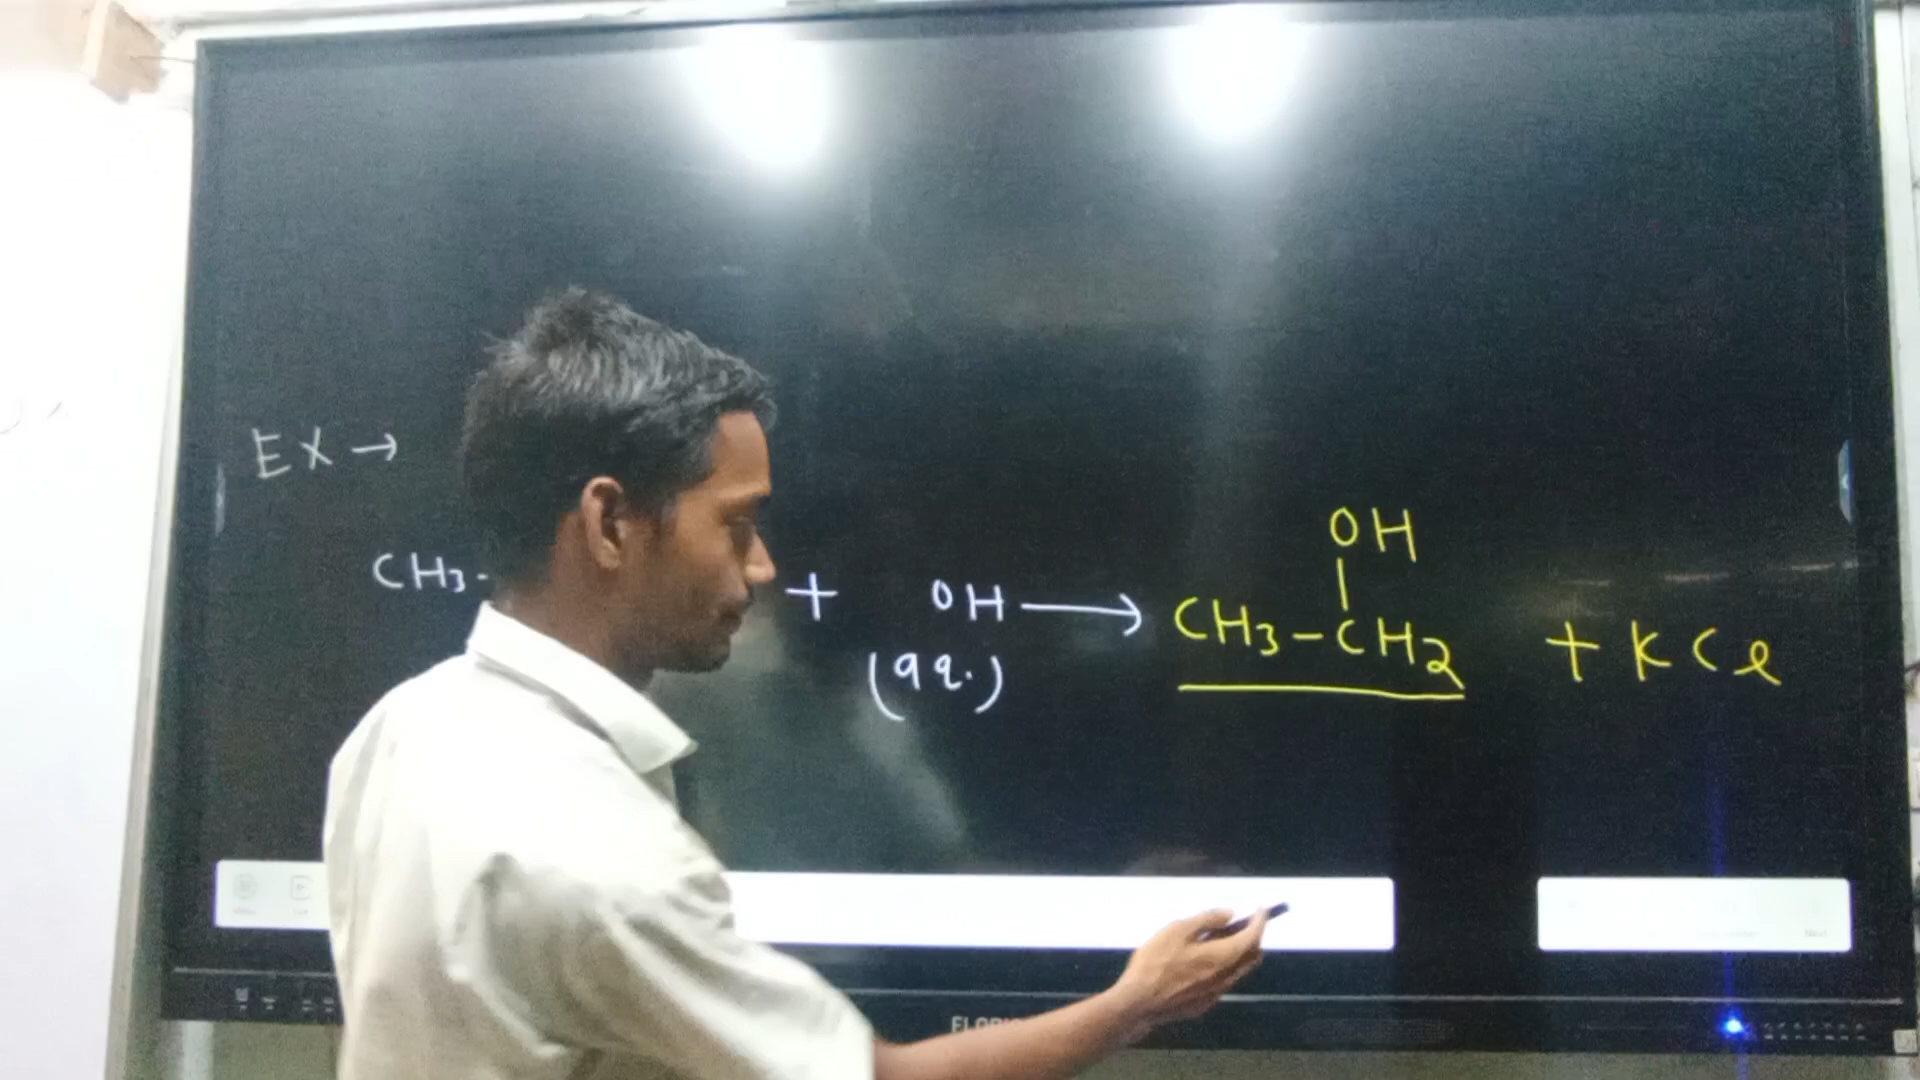 EX →
OH
CH3- + OH → CH3-CH2 + KCl
(aq.)